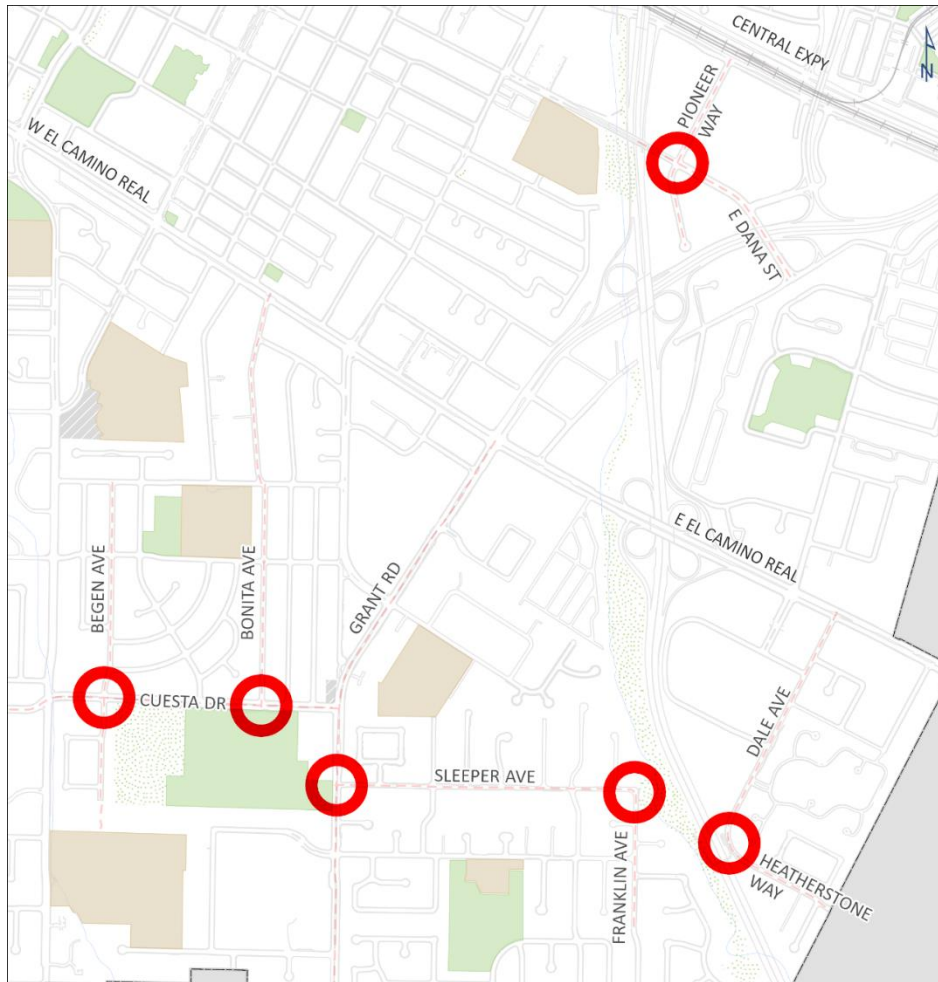 CENTRAL EXPY
PIONEER
WAY
N
W EL CAMINO REAL
E DANA ST
E EL CAMINO REAL
GRANT RD
BEGEN AVE
BONITA AVE
CUESTA DR
DALE AVE
SLEEPER AVE
FRANKLIN AVE
HEATHERSTONE
WAY